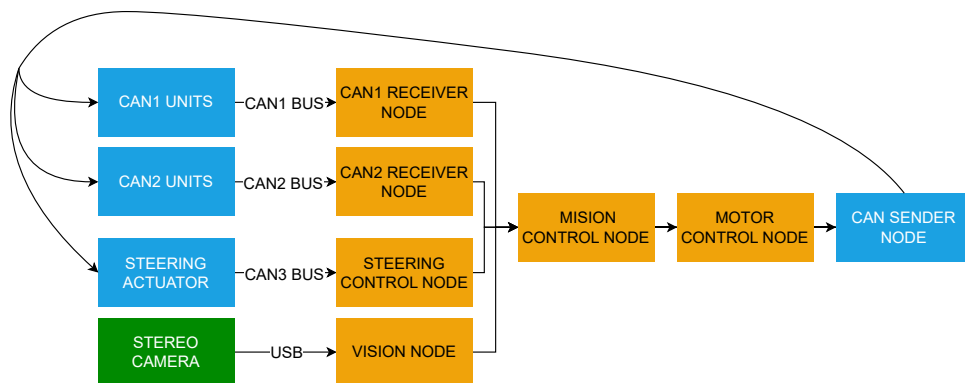 CAN1 UNITS
CAN1 BUS
CAN1 RECEIVER
NODE
CAN2 UNITS
CAN2 BUS
CAN2 RECEIVER
NODE
MISION
CONTROL NODE
MOTOR
CONTROL NODE
CAN SENDER
NODE
STEERING
ACTUATOR
CAN3 BUS
STEERING
CONTROL NODE
STEREO
CAMERA
USB
VISION NODE